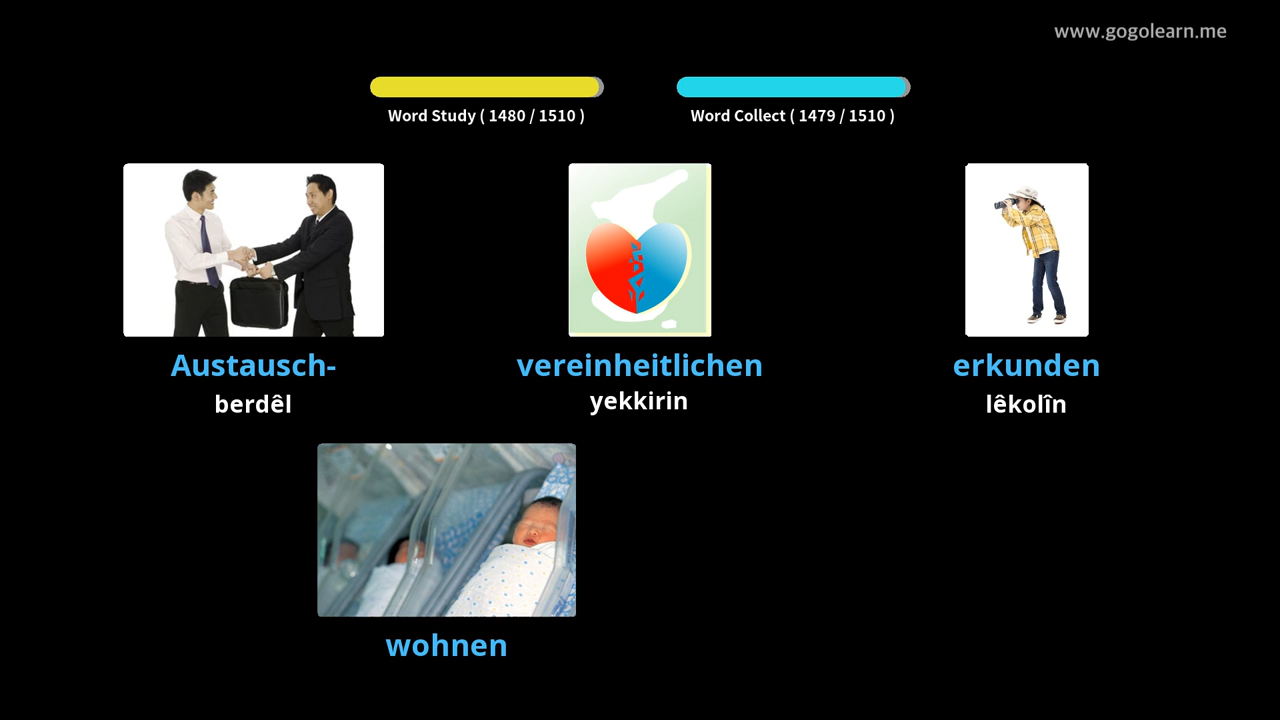 www.gogolearn.me
Word Study ( 1480 / 1510 )
Word Collect ( 1479 / 1510 )
Austausch-
berdêl
vereinheitlichen
yekkirin
erkunden
lêkolîn
wohnen